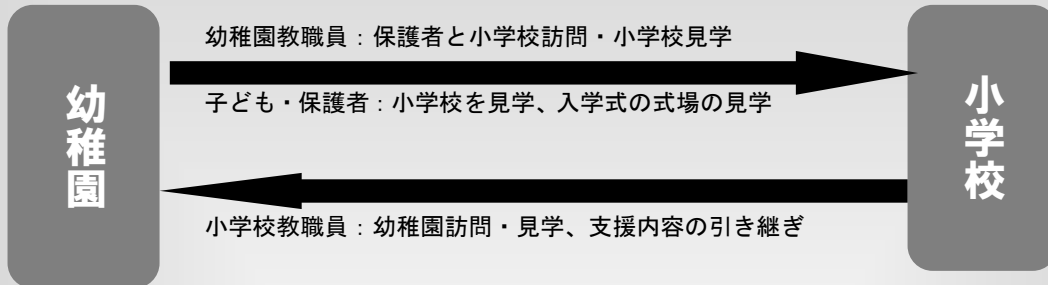 幼稚園教職員：保護者と小学校訪問・小学校見学
幼稚園
子ども・保護者：小学校を見学、入学式の式場の見学
小学校
小学校教職員：幼稚園訪問・見学、支援内容の引き継ぎ